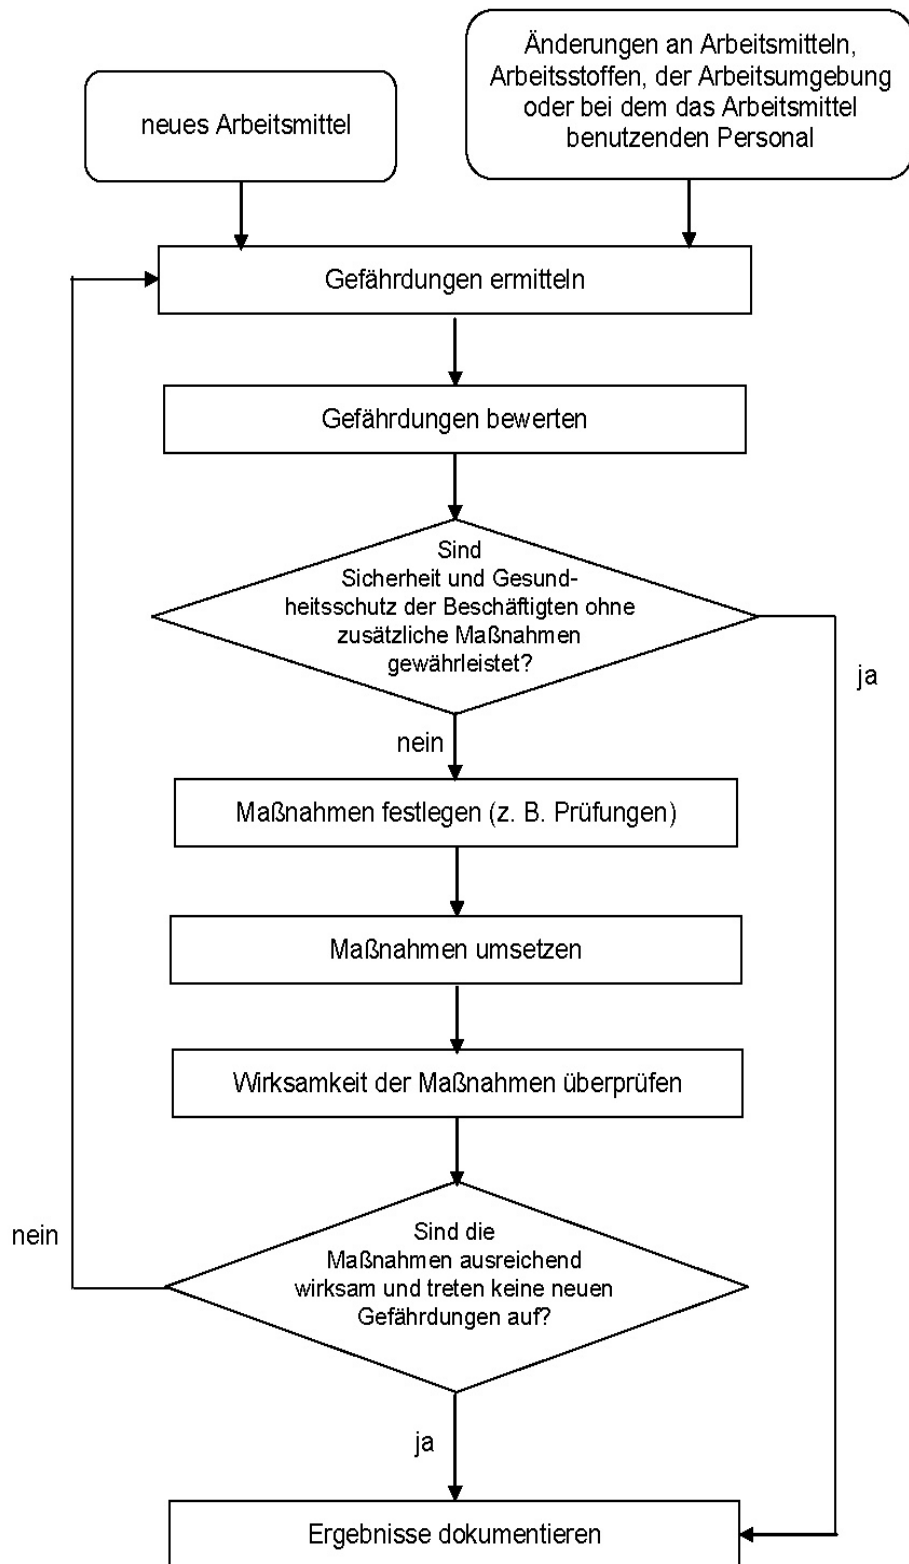 neues Arbeitsmittel
Änderungen an Arbeitsmitteln,
Arbeitsstoffen, der Arbeitsumgebung
oder bei dem das Arbeitsmittel
benutzenden Personal
Gefährdungen ermitteln
Gefährdungen bewerten
Sind
Sicherheit und Gesund-
heitsschutz der Beschäftigten ohne
zusätzliche Maßnahmen
gewährleistet?
ja
nein
Maßnahmen festlegen (z. B. Prüfungen)
Maßnahmen umsetzen
Wirksamkeit der Maßnahmen überprüfen
nein
Sind die
Maßnahmen ausreichend
wirksam und treten keine neuen
Gefährdungen auf?
ja
Ergebnisse dokumentieren